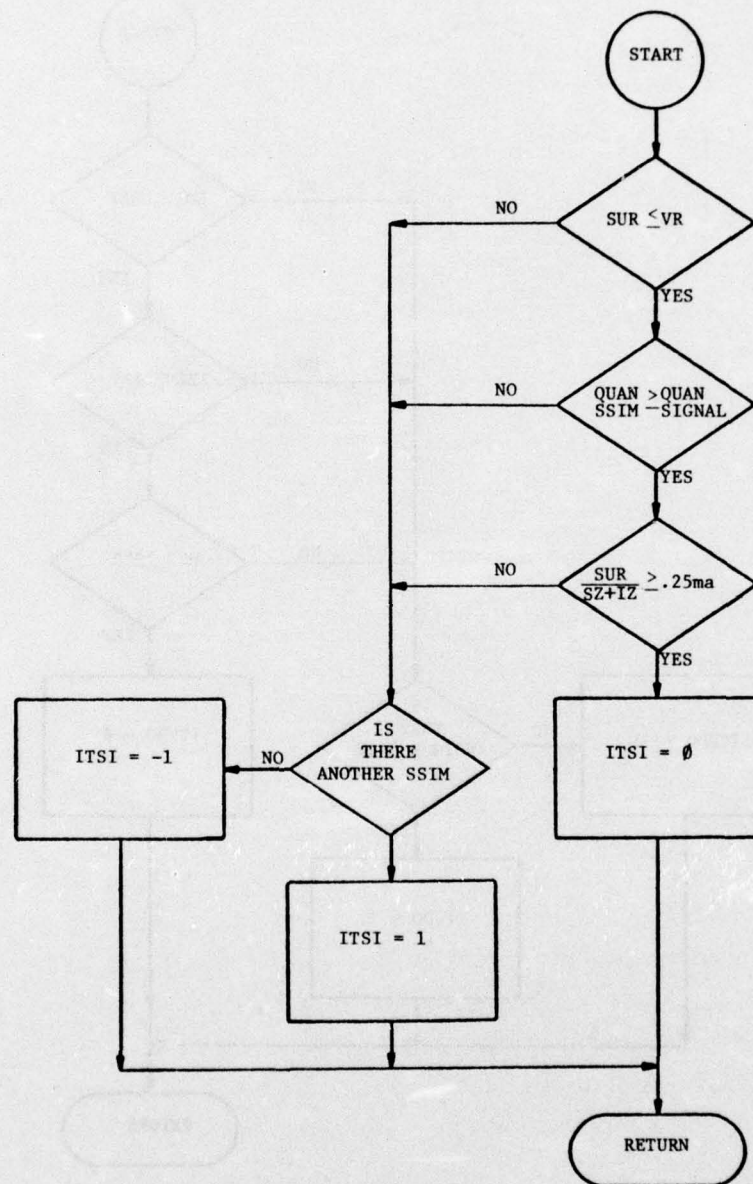 START
NO
SUR ≤ VR
YES
NO
QUAN ≥ QUAN
SSIM SIGNAL
YES
NO
SUR
SZ+IZ ≥ .25ma
YES
ITSI = -1
NO
IS
THERE
ANOTHER SSIM
ITSI = Ø
ITSI = 1
RETURN